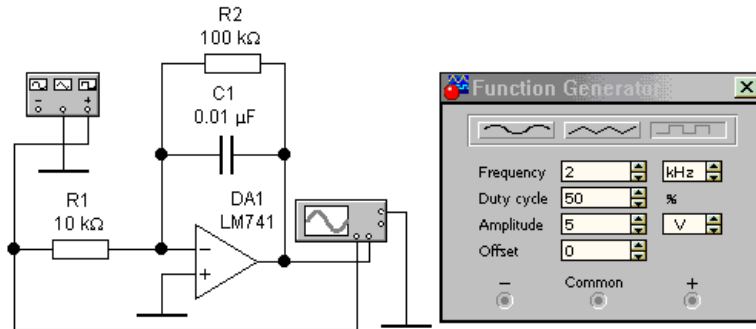 R2
100 kΩ
C1
0.01 µF
R1
10 kΩ
DA1
LM741
− +
−
+
Function Generator
Frequency 2 kHz
Duty cycle 50 %
Amplitude 5 V
Offset 0
− Common +